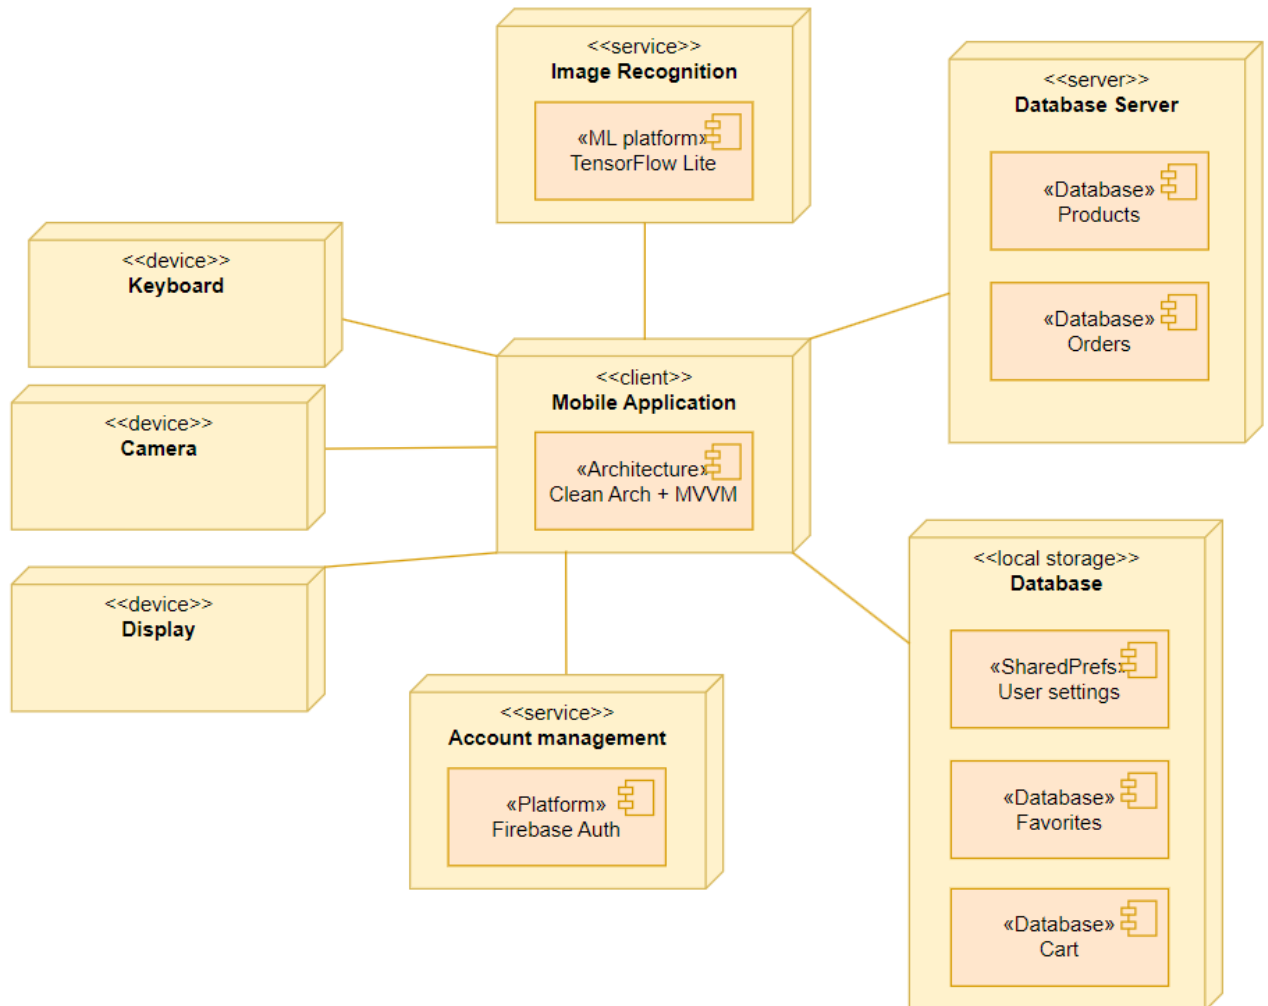 <<service>>
Image Recognition
«ML platform»
TensorFlow Lite
<<server>>
Database Server
«Database»
Products
«Database»
Orders
<<device>>
Keyboard
<<device>>
Camera
<<device>>
Display
<<client>>
Mobile Application
«Architecture»
Clean Arch + MVVM
<<service>>
Account management
«Platform»
Firebase Auth
<<local storage>>
Database
«SharedPrefs»
User settings
«Database»
Favorites
«Database»
Cart